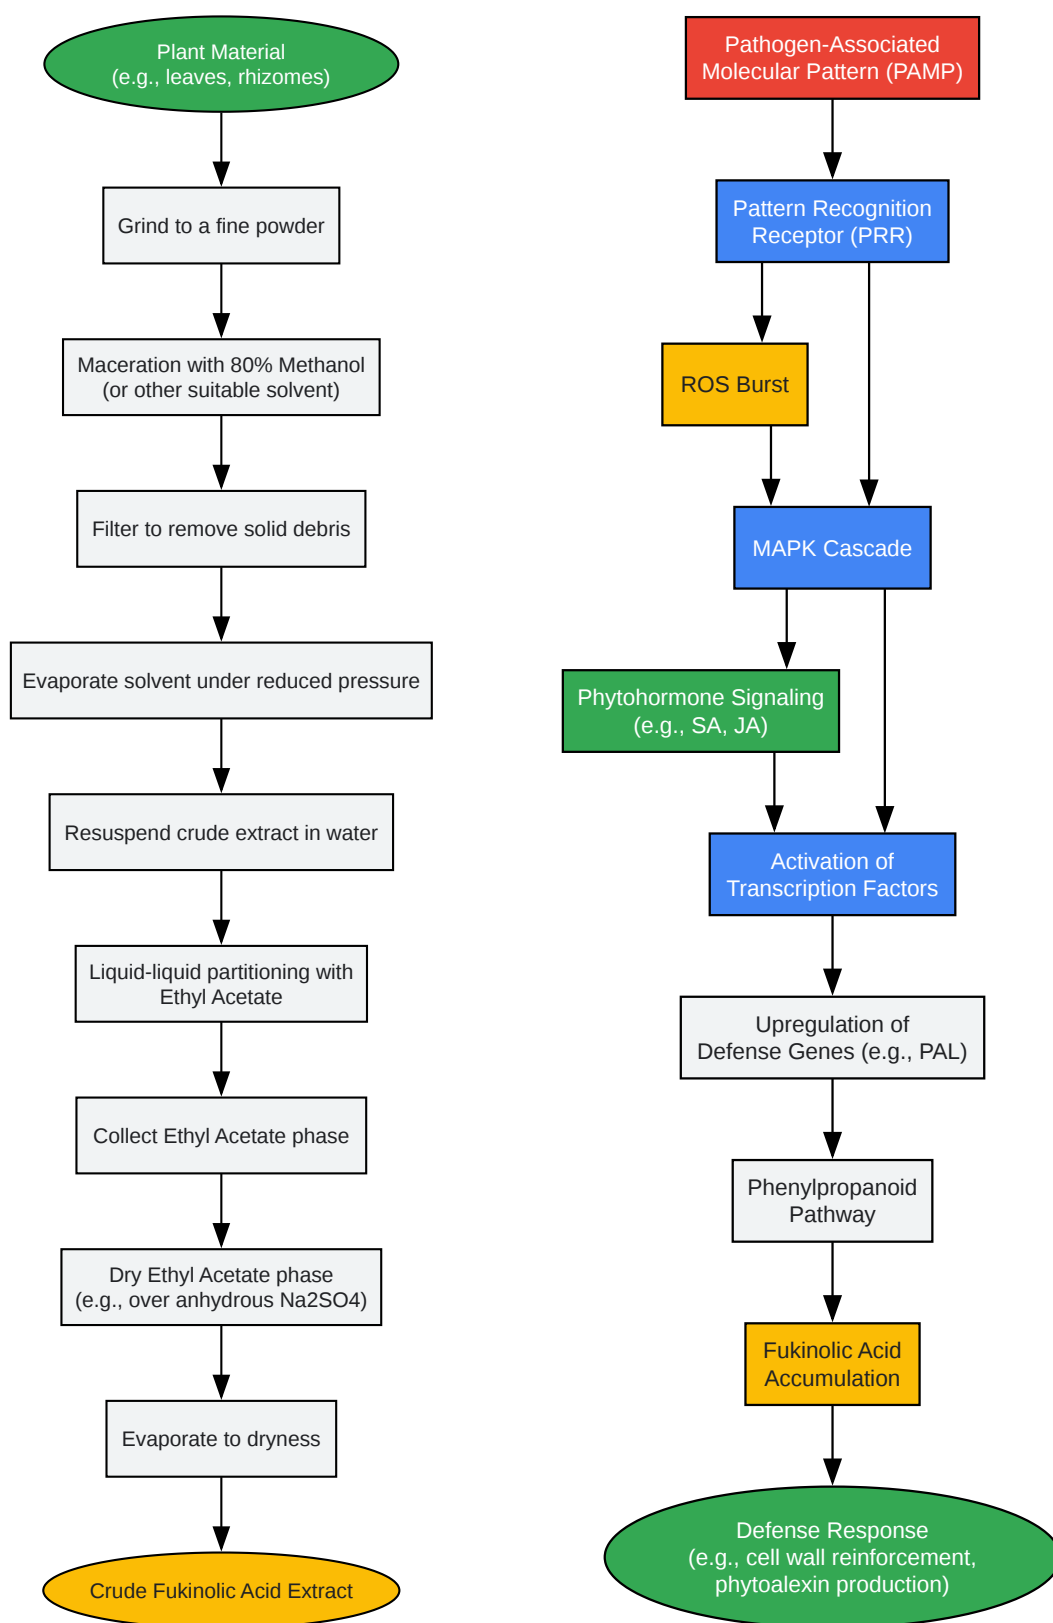 Plant Material
(e.g., leaves, rhizomes)
Grind to a fine powder
Maceration with 80% Methanol
(or other suitable solvent)
Filter to remove solid debris
Evaporate solvent under reduced pressure
Resuspend crude extract in water
Liquid-liquid partitioning with
Ethyl Acetate
Collect Ethyl Acetate phase
Dry Ethyl Acetate phase
(e.g., over anhydrous Na2SO4)
Evaporate to dryness
Crude Fukinolic Acid Extract
Pathogen-Associated
Molecular Pattern (PAMP)
Pattern Recognition
Receptor (PRR)
ROS Burst
MAPK Cascade
Phytohormone Signaling
(e.g., SA, JA)
Activation of
Transcription Factors
Upregulation of
Defense Genes (e.g., PAL)
Phenylpropanoid
Pathway
Fukinolic Acid
Accumulation
Defense Response
(e.g., cell wall reinforcement,
phytoalexin production)